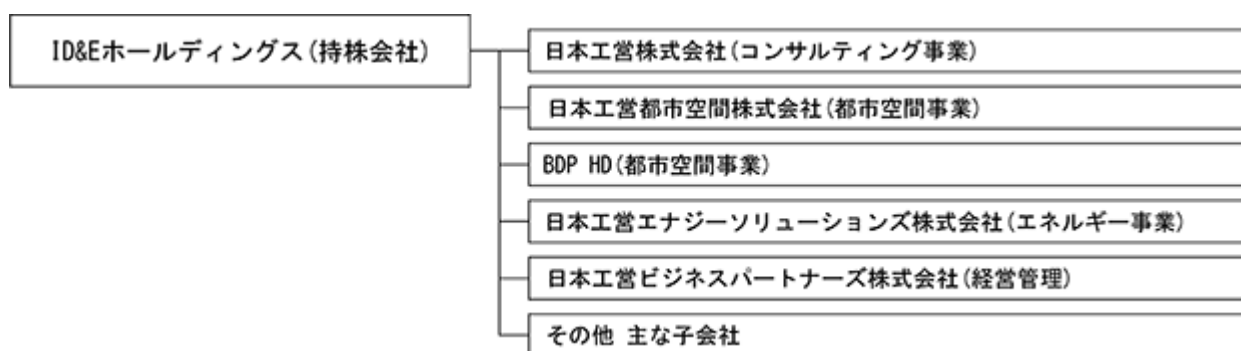 ID&Eホールディングス(持株会社)
日本工営株式会社(コンサルティング事業)
日本工営都市空間株式会社(都市空間事業)
BDP HD(都市空間事業)
日本工営エナジーソリューションズ株式会社(エネルギー事業)
日本工営ビジネスパートナーズ株式会社(経営管理)
その他 主な子会社